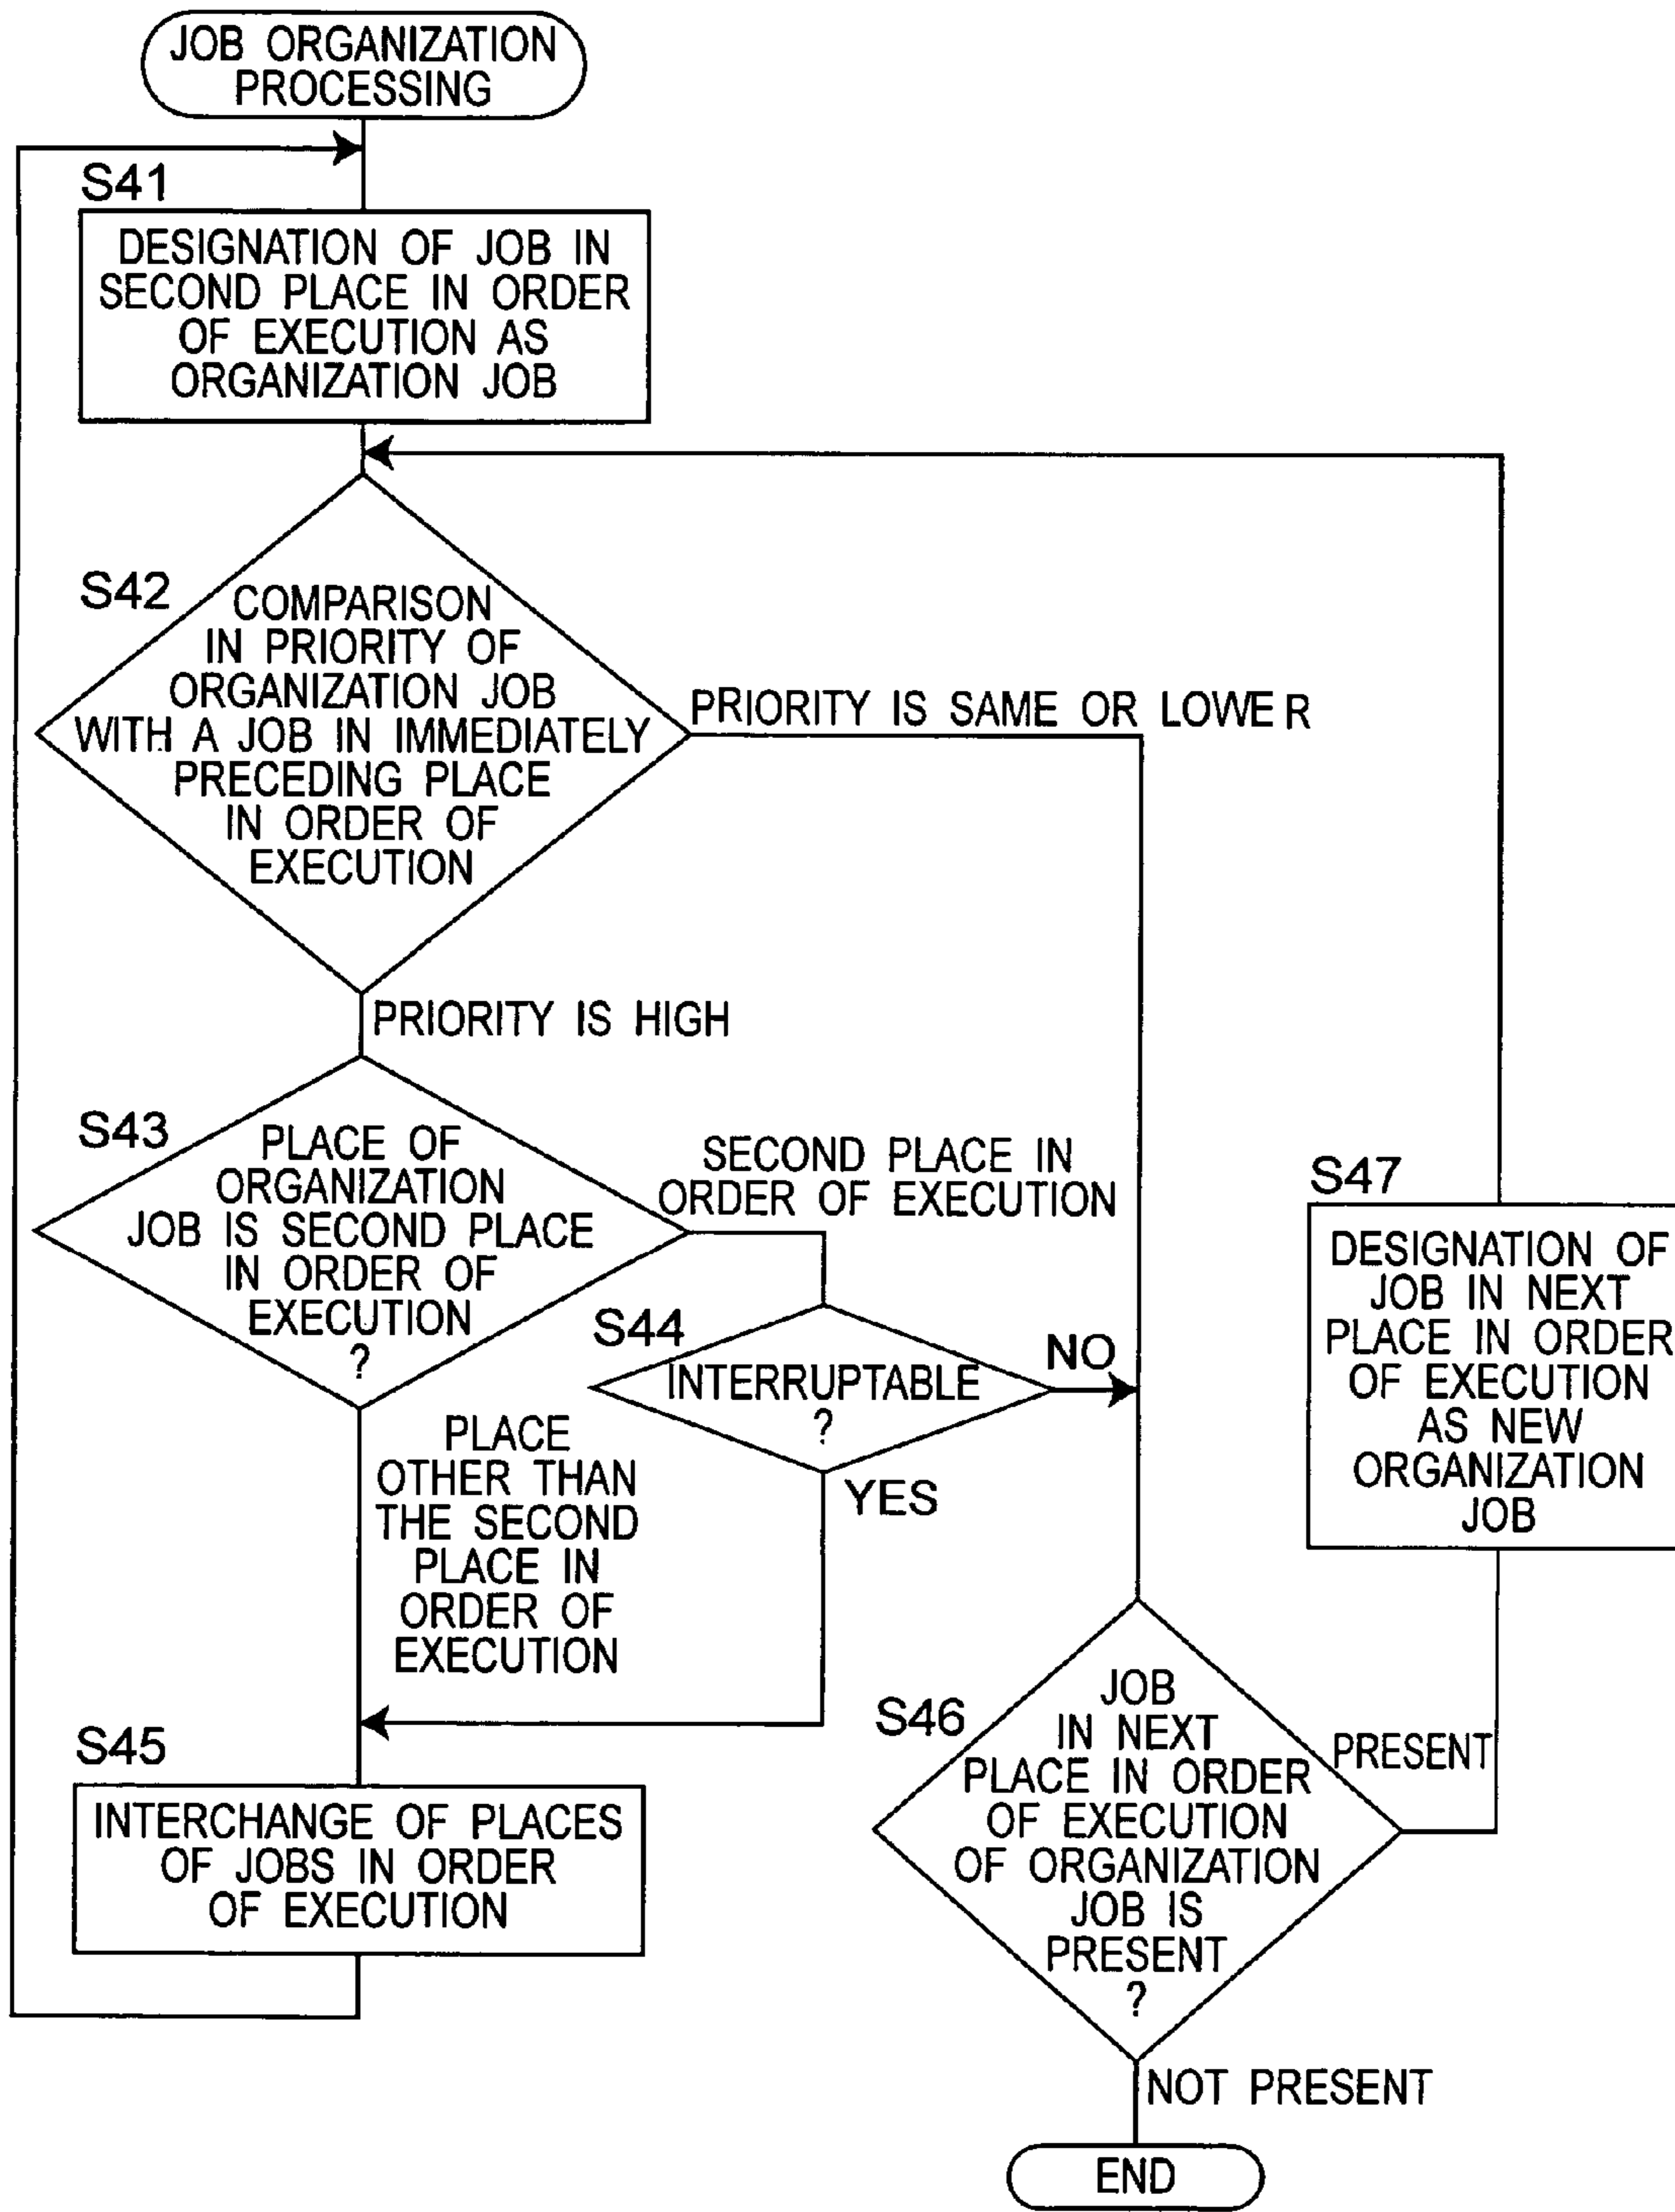 JOB ORGANIZATION
PROCESSING
S41
DESIGNATION OF JOB IN
SECOND PLACE IN ORDER
OF EXECUTION AS
ORGANIZATION JOB
S42
COMPARISON
IN PRIORITY OF
ORGANIZATION JOB
WITH A JOB IN IMMEDIATELY
PRECEDING PLACE
IN ORDER OF
EXECUTION
PRIORITY IS SAME OR LOWER
PRIORITY IS HIGH
S43
PLACE OF
ORGANIZATION
JOB IS SECOND PLACE
IN ORDER OF
EXECUTION
?
SECOND PLACE IN
ORDER OF EXECUTION
S44
INTERRUPTABLE
?
NO
YES
PLACE
OTHER THAN
THE SECOND
PLACE IN
ORDER OF
EXECUTION
S45
INTERCHANGE OF PLACES
OF JOBS IN ORDER
OF EXECUTION
S46
JOB
IN NEXT
PLACE IN ORDER
OF EXECUTION
OF ORGANIZATION
JOB IS
PRESENT
?
PRESENT
S47
DESIGNATION OF
JOB IN NEXT
PLACE IN ORDER
OF EXECUTION
AS NEW
ORGANIZATION
JOB
NOT PRESENT
END